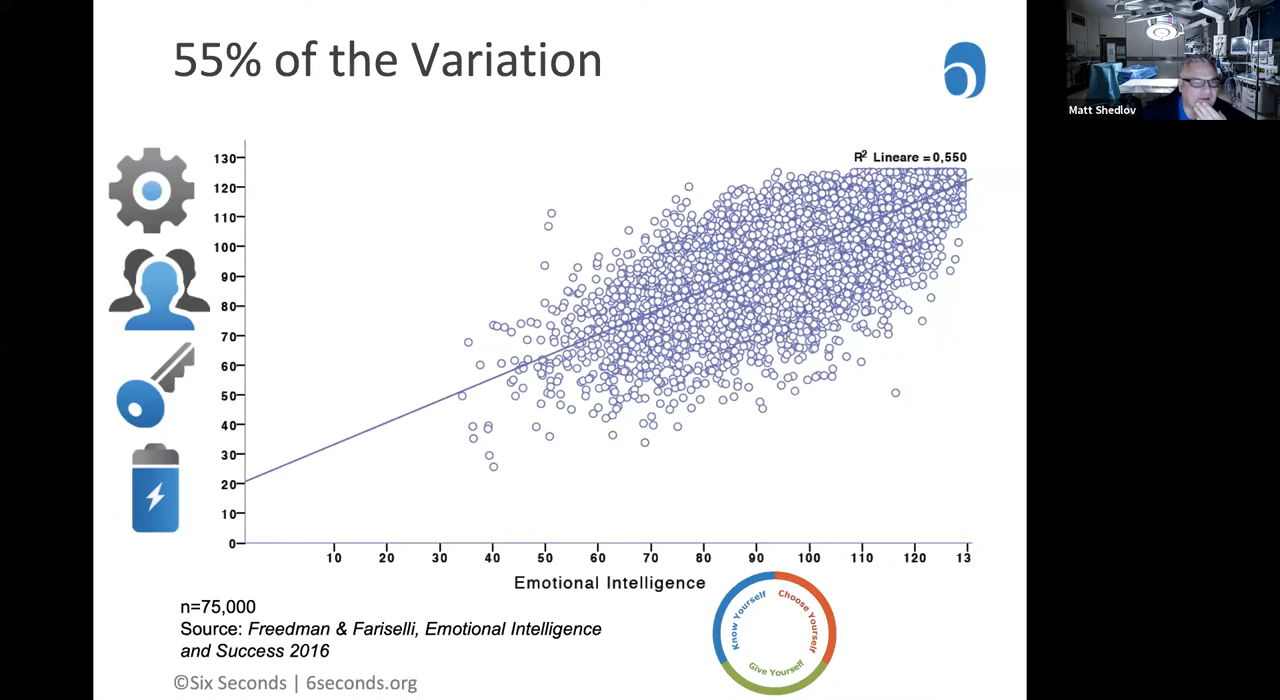 55% of the Variation
Matt Shedlov
R² Lineare =0,550
130
120
110
100
90
80
70
60
50
40
30
20
10
0
10 20 30 40 50 60 70 80 90 100 110 120 13
Emotional Intelligence
Know Yourself
Choose Yourself
Give Yourself
n=75,000
Source: Freedman & Fariselli, Emotional Intelligence
and Success 2016
©Six Seconds | 6seconds.org